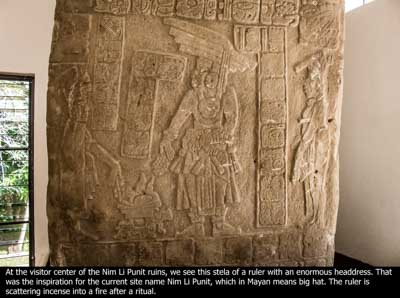 At the visitor center of the Nim Li Punit ruins, we see this stela of a ruler with an enormous headdress. That
was the inspiration for the current site name Nim Li Punit, which in Mayan means big hat. The ruler is
scattering incense into a fire after a ritual.